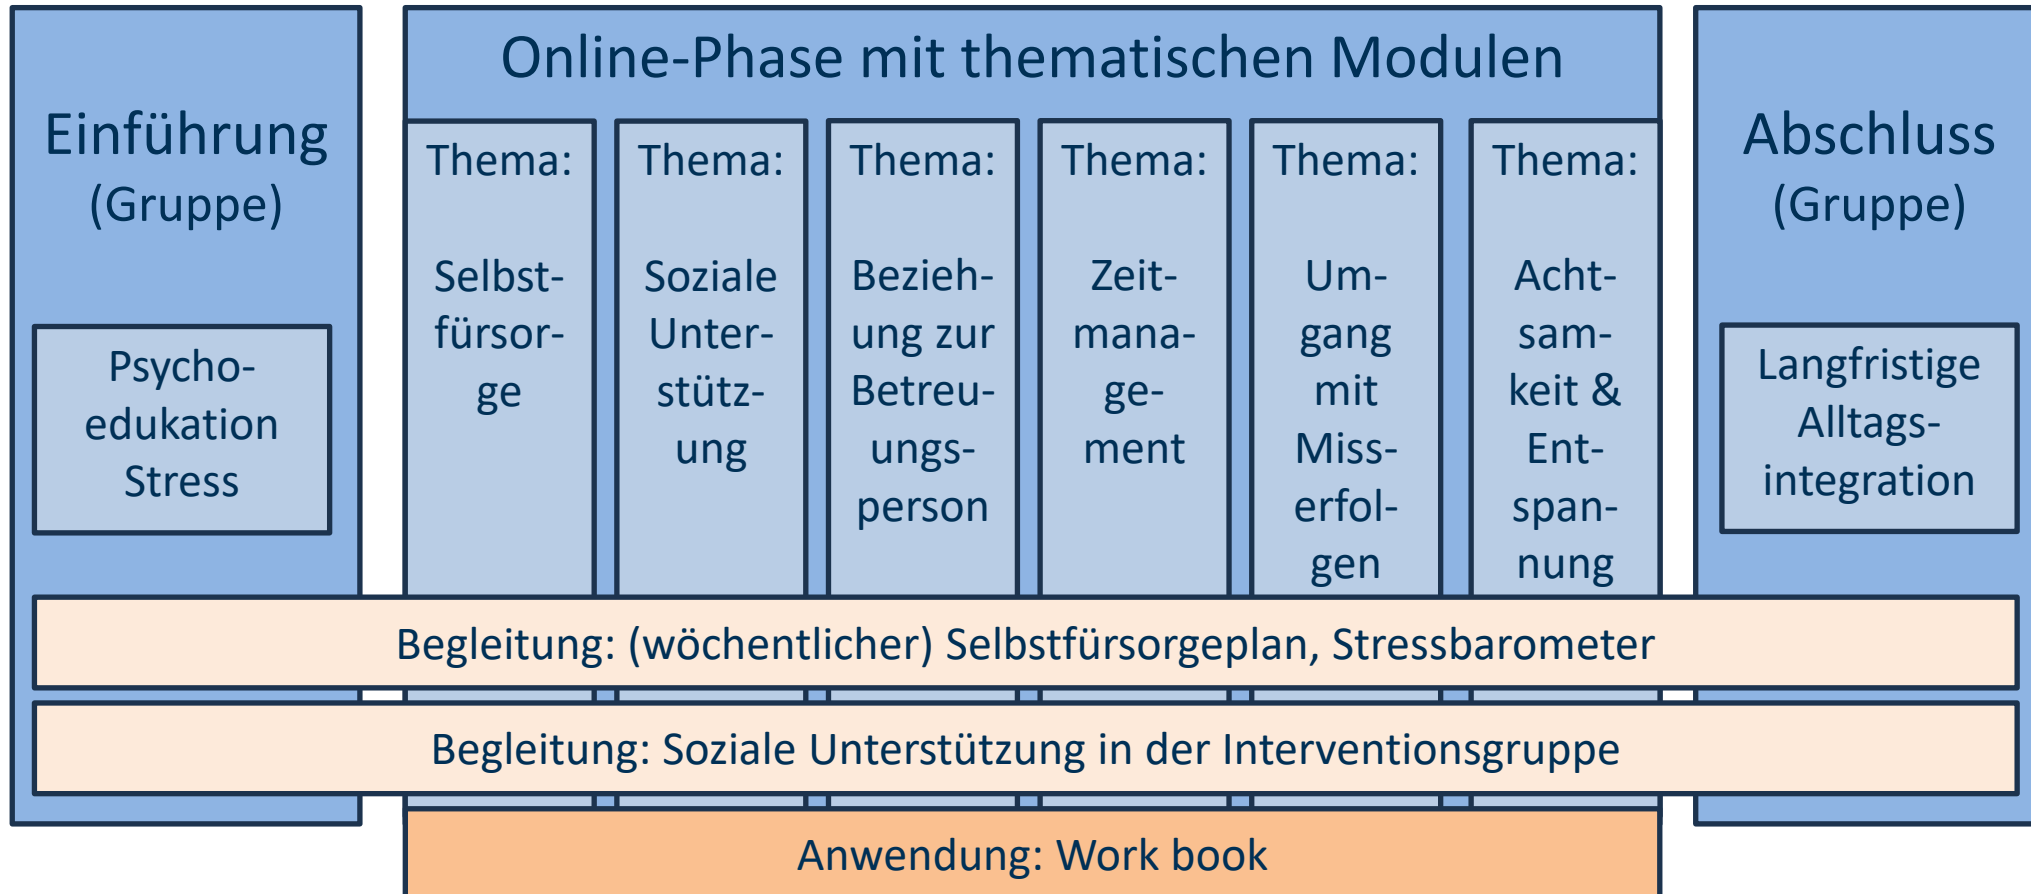 Einführung
(Gruppe)
Psycho-
edukation
Stress
Online-Phase mit thematischen Modulen
Thema:
Selbst-
fürsor-
ge
Thema:
Soziale
Unter-
stütz-
ung
Thema:
Bezieh-
ung zur
Betreu-
ungs-
person
Thema:
Zeit-
mana-
ge-
ment
Thema:
Um-
gang
mit
Miss-
erfol-
gen
Thema:
Acht-
sam-
keit &
Ent-
span-
nung
Abschluss
(Gruppe)
Langfristige
Alltags-
integration
Begleitung: (wöchentlicher) Selbstfürsorgeplan, Stressbarometer
Begleitung: Soziale Unterstützung in der Interventionsgruppe
Anwendung: Work book